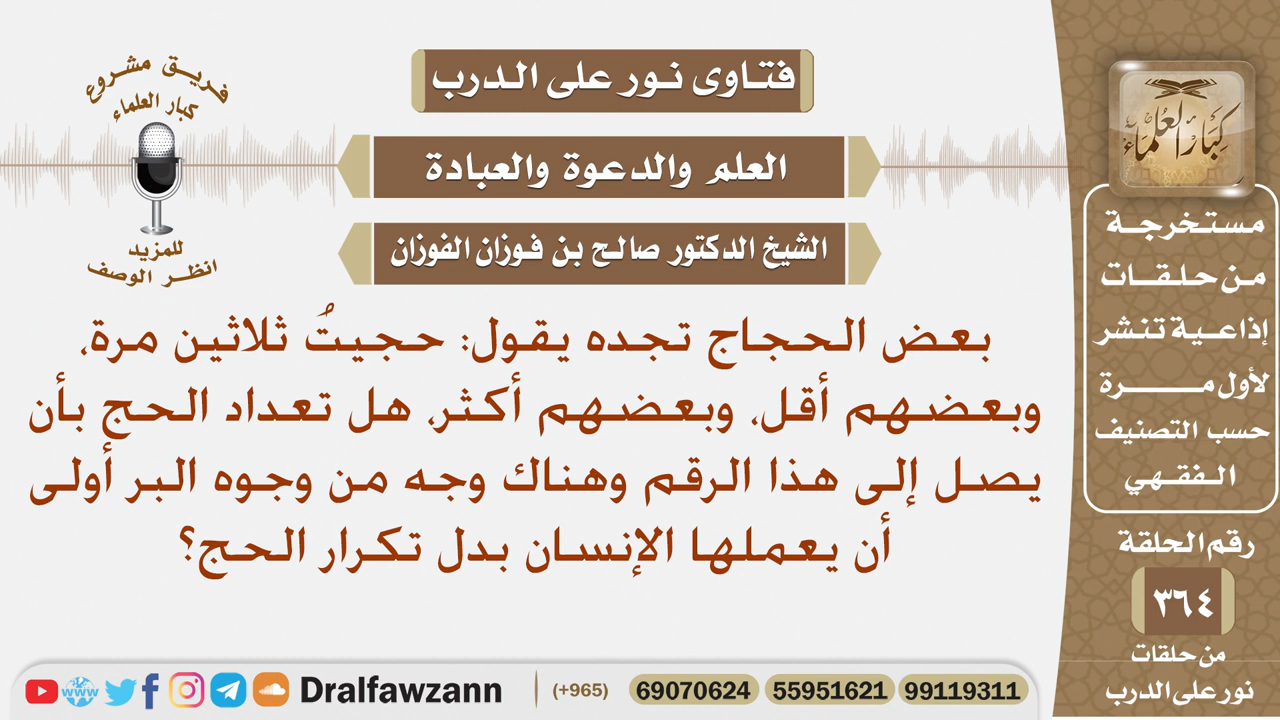 فتاوى نور على الدرب
العلم والدعوة والعبادة
الشيخ الدكتور صالح بن فوزان الفوزان
فريق مشروع
كبار العلماء
للمزيد
انظر الوصف
بعض الحجاج تجده يقول: حجيتُ ثلاثين مرة،
وبعضهم أقل، وبعضهم أكثر، هل تعداد الحج بأن
يصل إلى هذا الرقم وهناك وجه من وجوه البر أولى
أن يعملها الإنسان بدل تكرار الحج؟
كِبَارُ العُلَمَاء
مستخرجة
من حلقات
إذاعية تنشر
لأول مرة
حسب التصنيف
الفقهي
رقم الحلقة
٣٦٤
من حلقات
نور على الدرب
www
Dralfawzann
(+965) 69070624 55951621 99119311